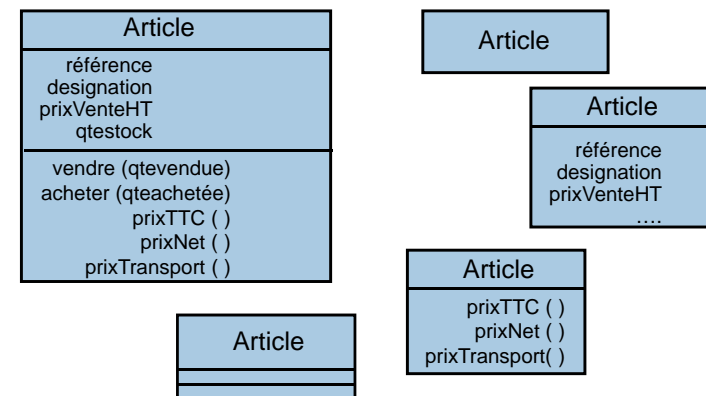 Article
référence
designation
prixVenteHT
qtestock
vendre (qtevendue)
acheter (qteachetée)
prixTTC ( )
prixNet ( )
prixTransport ( )
Article
Article
référence
designation
prixVenteHT
….
Article
prixTTC ( )
prixNet ( )
prixTransport( )
Article